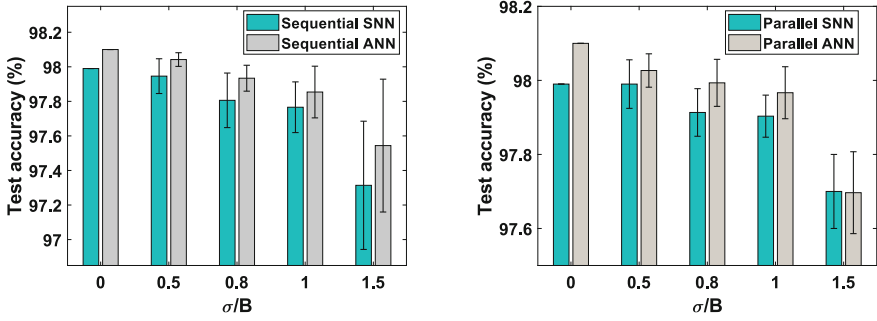 Test accuracy (%)
98.2
98
97.8
97.6
97.4
97.2
97
Sequential SNN
Sequential ANN
0 0.5 0.8 1 1.5
σ/B
Test accuracy (%)
98.2
98
97.8
97.6
Parallel SNN
Parallel ANN
0 0.5 0.8 1 1.5
σ/B